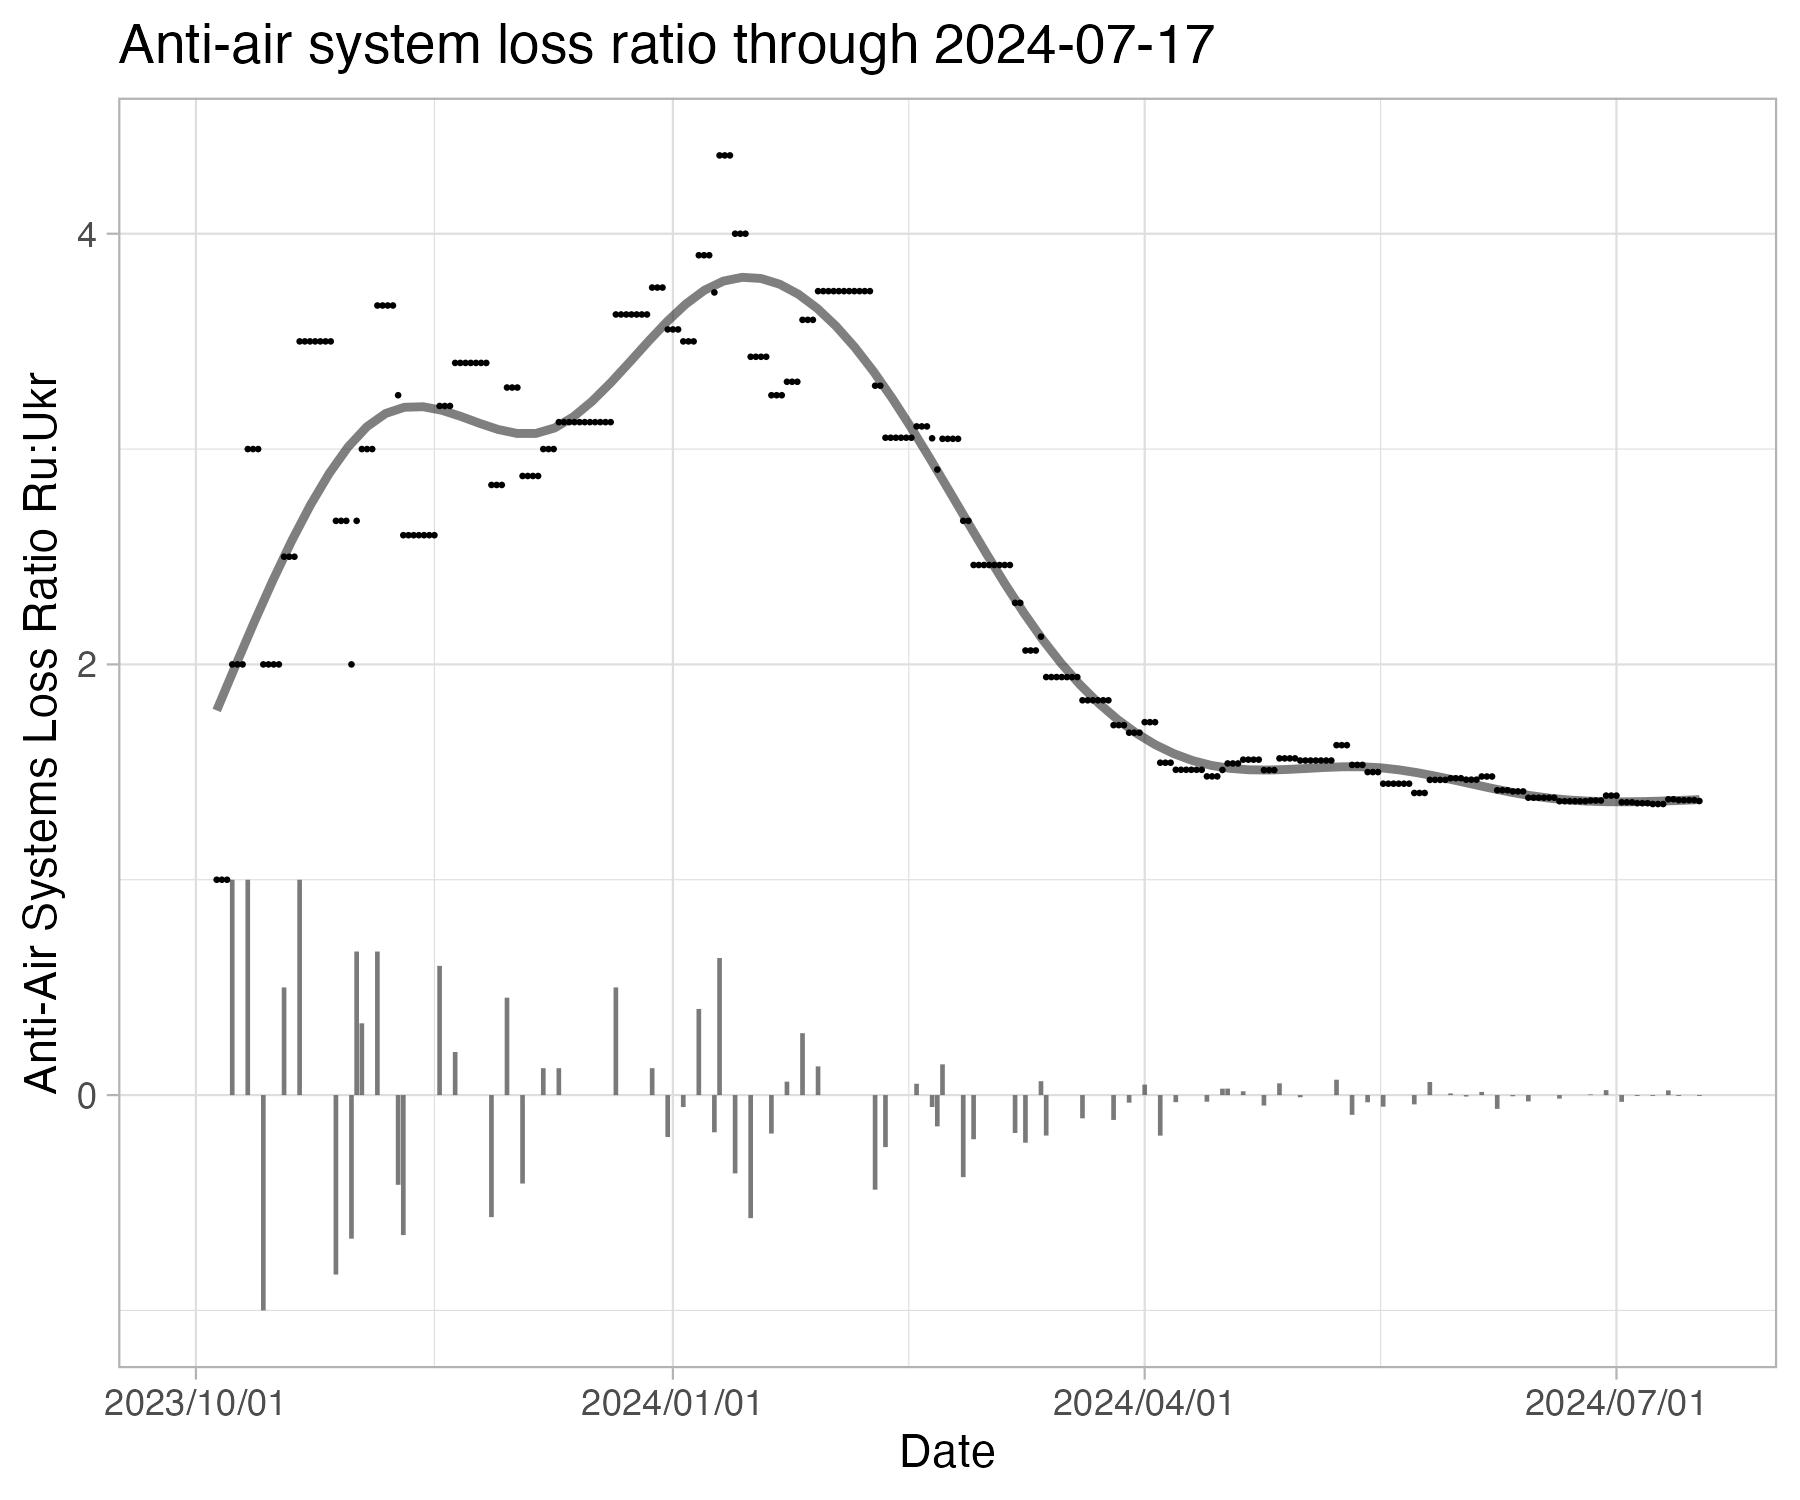 Anti-air system loss ratio through 2024-07-17
Anti-Air Systems Loss Ratio Ru:Ukr
4
2
0
2023/10/01
2024/01/01
2024/04/01
2024/07/01
Date